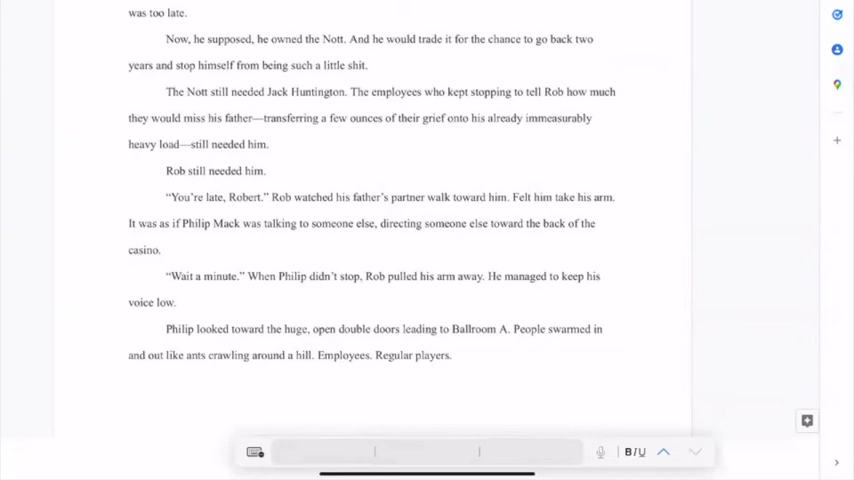 was too late.
Now, he supposed, he owned the Nott. And he would trade it for the chance to go back two
years and stop himself from being such a little shit.
The Nott still needed Jack Huntington. The employees who kept stopping to tell Rob how much
they would miss his father—transferring a few ounces of their grief onto his already immeasurably
heavy load—still needed him.
Rob still needed him.
“You’re late, Robert.” Rob watched his father’s partner walk toward him. Felt him take his arm.
It was as if Philip Mack was talking to someone else, directing someone else toward the back of the
casino.
“Wait a minute.” When Philip didn’t stop, Rob pulled his arm away. He managed to keep his
voice low.
Philip looked toward the huge, open double doors leading to Ballroom A. People swarmed in
and out like ants crawling around a hill. Employees. Regular players.
B I U